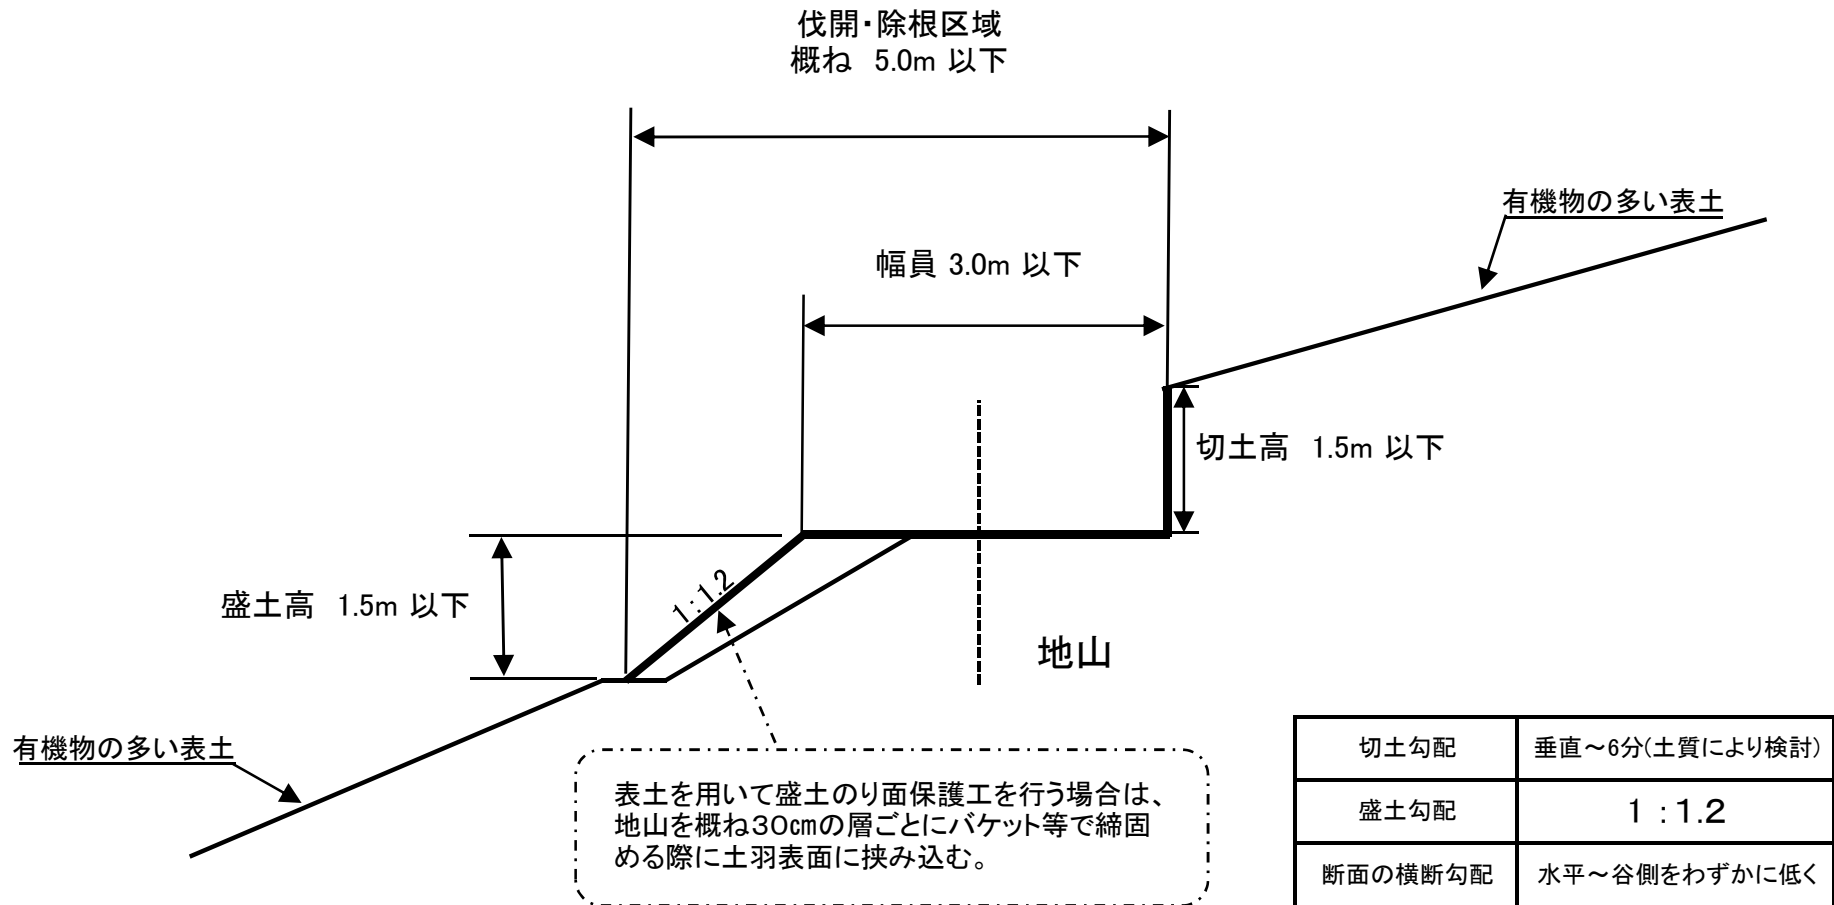 伐開・除根区域
概ね 5.0m 以下
有機物の多い表土
幅員 3.0m 以下
切土高 1.5m 以下
盛土高 1.5m 以下
1:1.2
地山
有機物の多い表土
表土を用いて盛土のり面保護工を行う場合は、
地山を概ね30㎝の層ごとにバケット等で締固
める際に土羽表面に挟み込む。
切土勾配 垂直～6分(土質により検討)
盛土勾配 1：1.2
断面の横断勾配 水平～谷側をわずかに低く